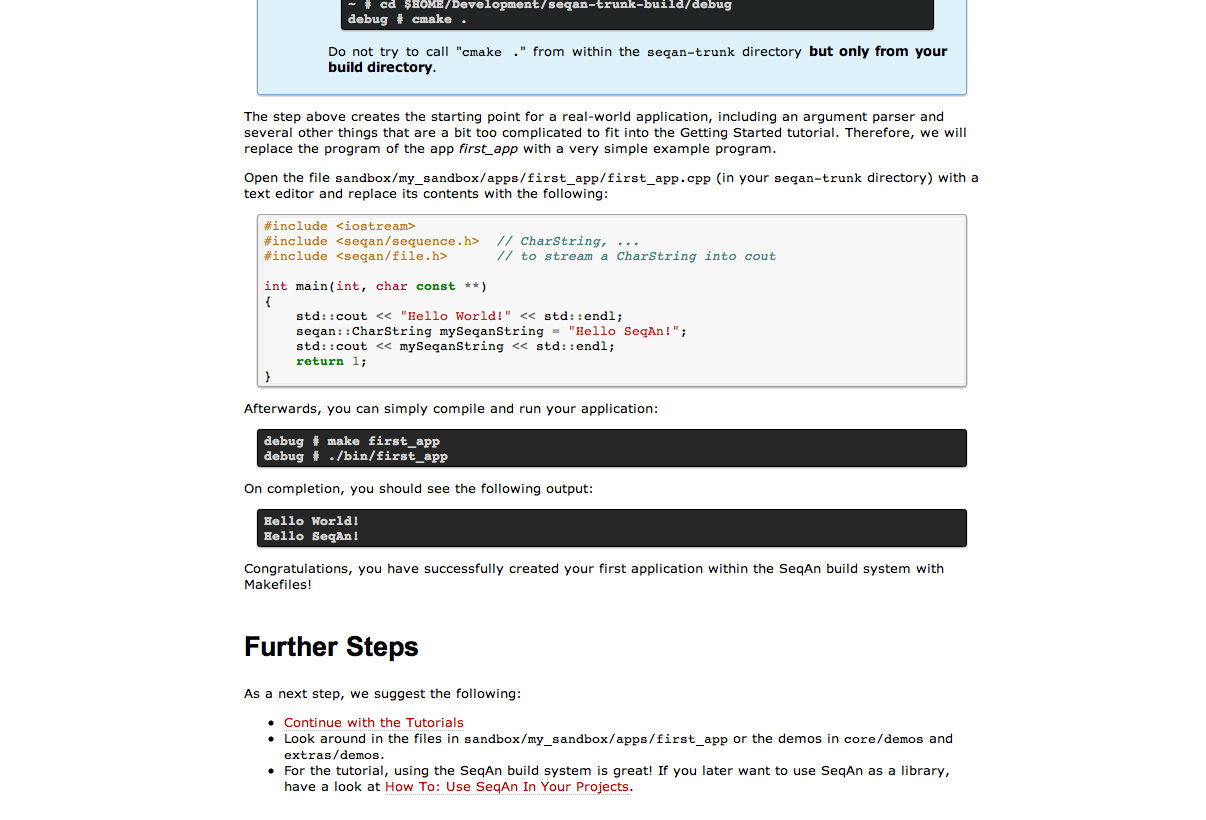 ~ # cd $HOME/Development/seqan-trunk-build/debug
debug # cmake .
Do not try to call "cmake ." from within the seqan-trunk directory but only from your
build directory.
The step above creates the starting point for a real-world application, including an argument parser and
several other things that are a bit too complicated to fit into the Getting Started tutorial. Therefore, we will
replace the program of the app first_app with a very simple example program.
Open the file sandbox/my_sandbox/apps/first_app/first_app.cpp (in your seqan-trunk directory) with a
text editor and replace its contents with the following:
#include <iostream>
#include <seqan/sequence.h>  // CharString, ...
#include <seqan/file.h>      // to stream a CharString into cout
int main(int, char const **)
{
    std::cout << "Hello World!" << std::endl;
    seqan::CharString mySeqanString = "Hello SeqAn!";
    std::cout << mySeqanString << std::endl;
    return 1;
}
Afterwards, you can simply compile and run your application:
debug # make first_app
debug # ./bin/first_app
On completion, you should see the following output:
Hello World!
Hello SeqAn!
Congratulations, you have successfully created your first application within the SeqAn build system with
Makefiles!
Further Steps
As a next step, we suggest the following:
• Continue with the Tutorials
• Look around in the files in sandbox/my_sandbox/apps/first_app or the demos in core/demos and
extras/demos.
• For the tutorial, using the SeqAn build system is great! If you later want to use SeqAn as a library,
have a look at How To: Use SeqAn In Your Projects.